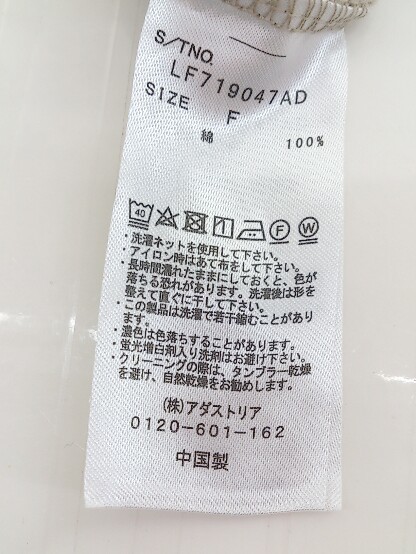 S/TNO.
LF719047AD
SIZE F
綿 100%
40 F W
・洗濯ネットを使用して下さい。
・アイロン時はあて布をして下さい。
・長時間濡れたままにしておくと、色が
落ちる恐れがあります。洗濯後は形を
整えて直ぐに干して下さい。
・この製品は洗濯で若干縮むことがあり
ます。
・濃色は色落ちすることがあります。
・蛍光増白剤入り洗剤はお避け下さい。
・クリーニングの際は、タンブラー乾燥
を避け、自然乾燥をお勧めします。
(株)アダストリア
0120-601-162
中国製